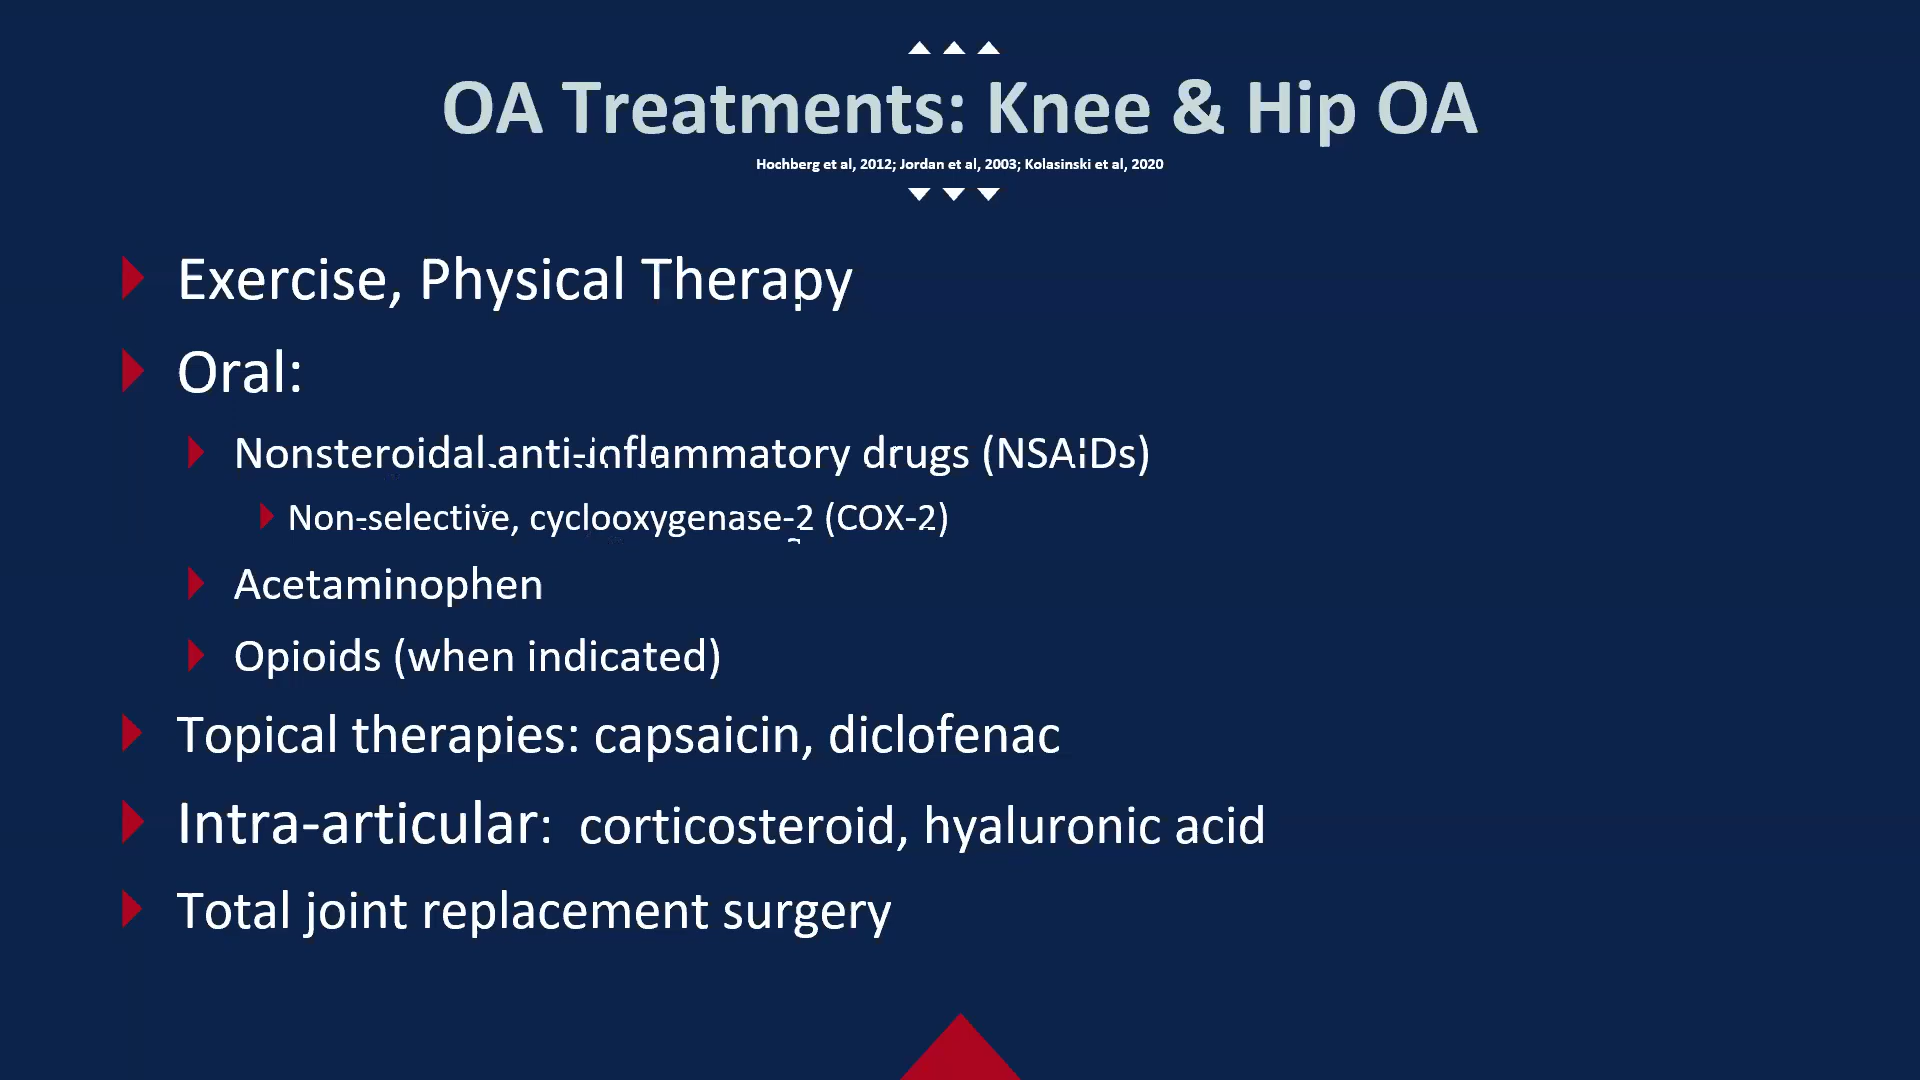 OA Treatments: Knee & Hip OA
Hochberg et al, 2012; Jordan et al, 2003; Kolasinski et al, 2020
Exercise, Physical Therapy
Oral:
Nonsteroidal anti-inflammatory drugs (NSAIDs)
Non-selective, cyclooxygenase-2 (COX-2)
Acetaminophen
Opioids (when indicated)
Topical therapies: capsaicin, diclofenac
Intra-articular: corticosteroid, hyaluronic acid
Total joint replacement surgery